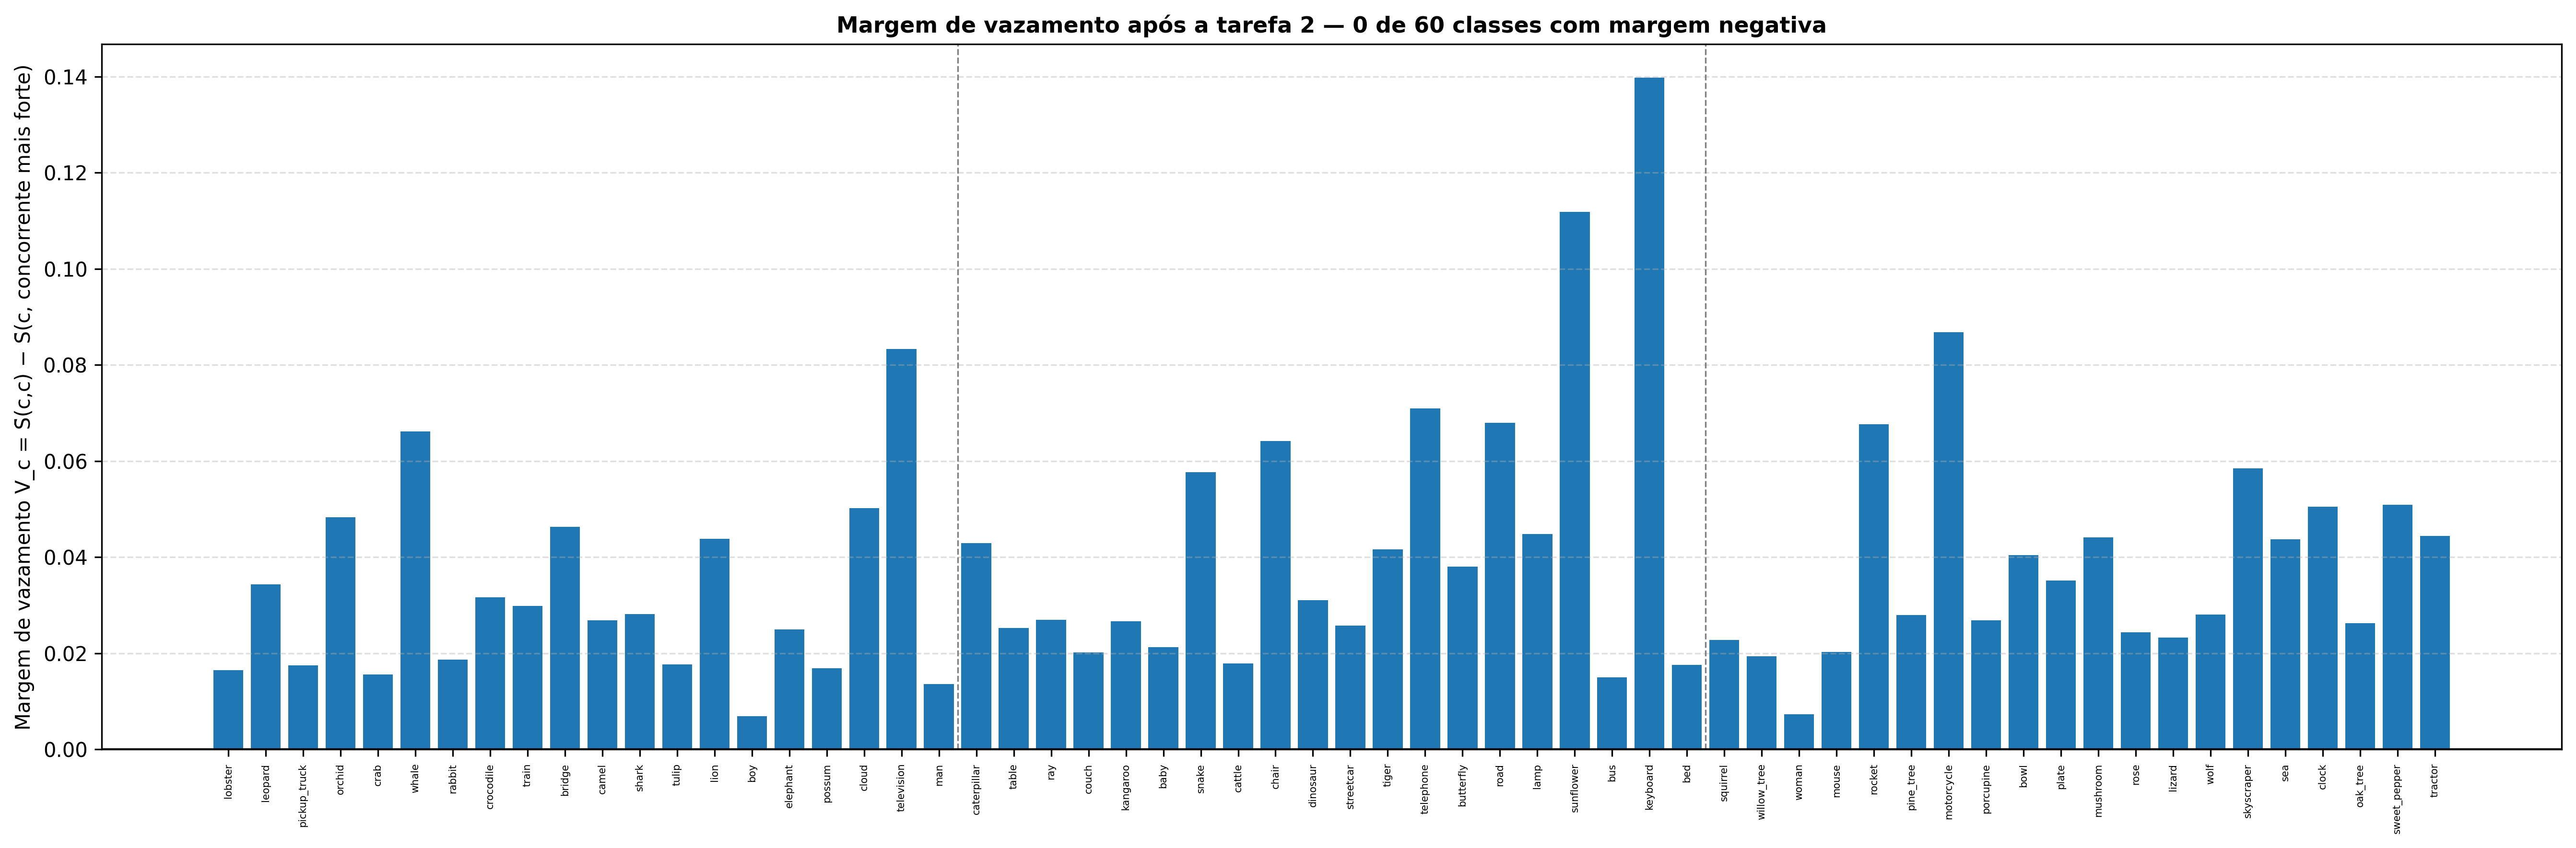 Margem de vazamento após a tarefa 2 — 0 de 60 classes com margem negativa
Margem de vazamento V_c = S(c,c) − S(c, concorrente mais forte)
0.14
0.12
0.10
0.08
0.06
0.04
0.02
0.00
lobster
leopard
pickup_truck
orchid
crab
whale
rabbit
crocodile
train
bridge
camel
shark
tulip
lion
boy
elephant
possum
cloud
television
man
caterpillar
table
ray
couch
kangaroo
baby
snake
cattle
chair
dinosaur
streetcar
tiger
telephone
butterfly
road
lamp
sunflower
bus
keyboard
bed
squirrel
willow_tree
woman
mouse
rocket
pine_tree
motorcycle
porcupine
bowl
plate
mushroom
rose
lizard
wolf
skyscraper
sea
clock
oak_tree
sweet_pepper
tractor